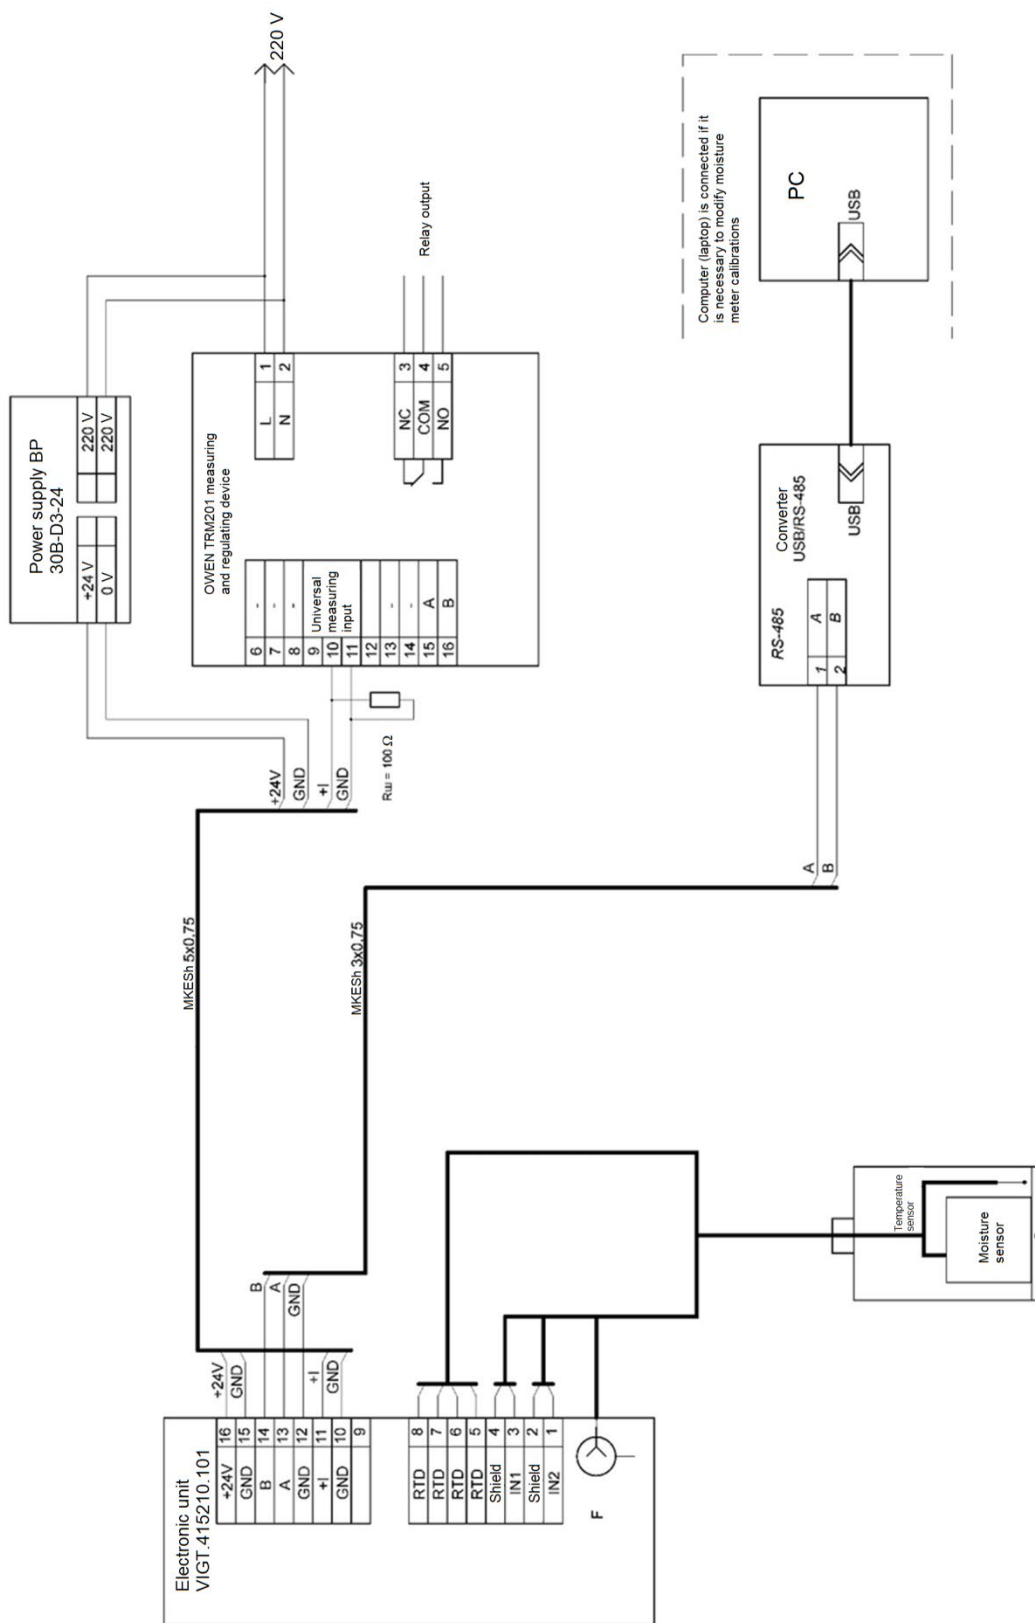 220 V
Power supply BP
30B-D3-24
+24 V
220 V
0 V
220 V
OWEN TRM201 measuring
and regulating device
L
1
N
2
NC
3
COM
4
NO
5
Relay output
6
-
7
-
8
-
9
10
11
Universal
measuring
input
12
13
-
14
-
15
A
16
B
+24V
GND
+I
GND
Rш = 100 Ω
Computer (laptop) is connected if it
is necessary to modify moisture
meter calibrations
PC
USB
Converter
USB/RS-485
USB
RS-485
1
A
2
B
A
B
MKESh 5x0,75
MKESh 3x0,75
B
A
GND
+24V
GND
+I
GND
Electronic unit
VIGT.415210.101
+24V
16
GND
15
B
14
A
13
GND
12
+I
11
GND
10
9
RTD
8
RTD
7
RTD
6
RTD
5
Shield
4
IN1
3
Shield
2
IN2
1
F
Temperature
sensor
Moisture
sensor